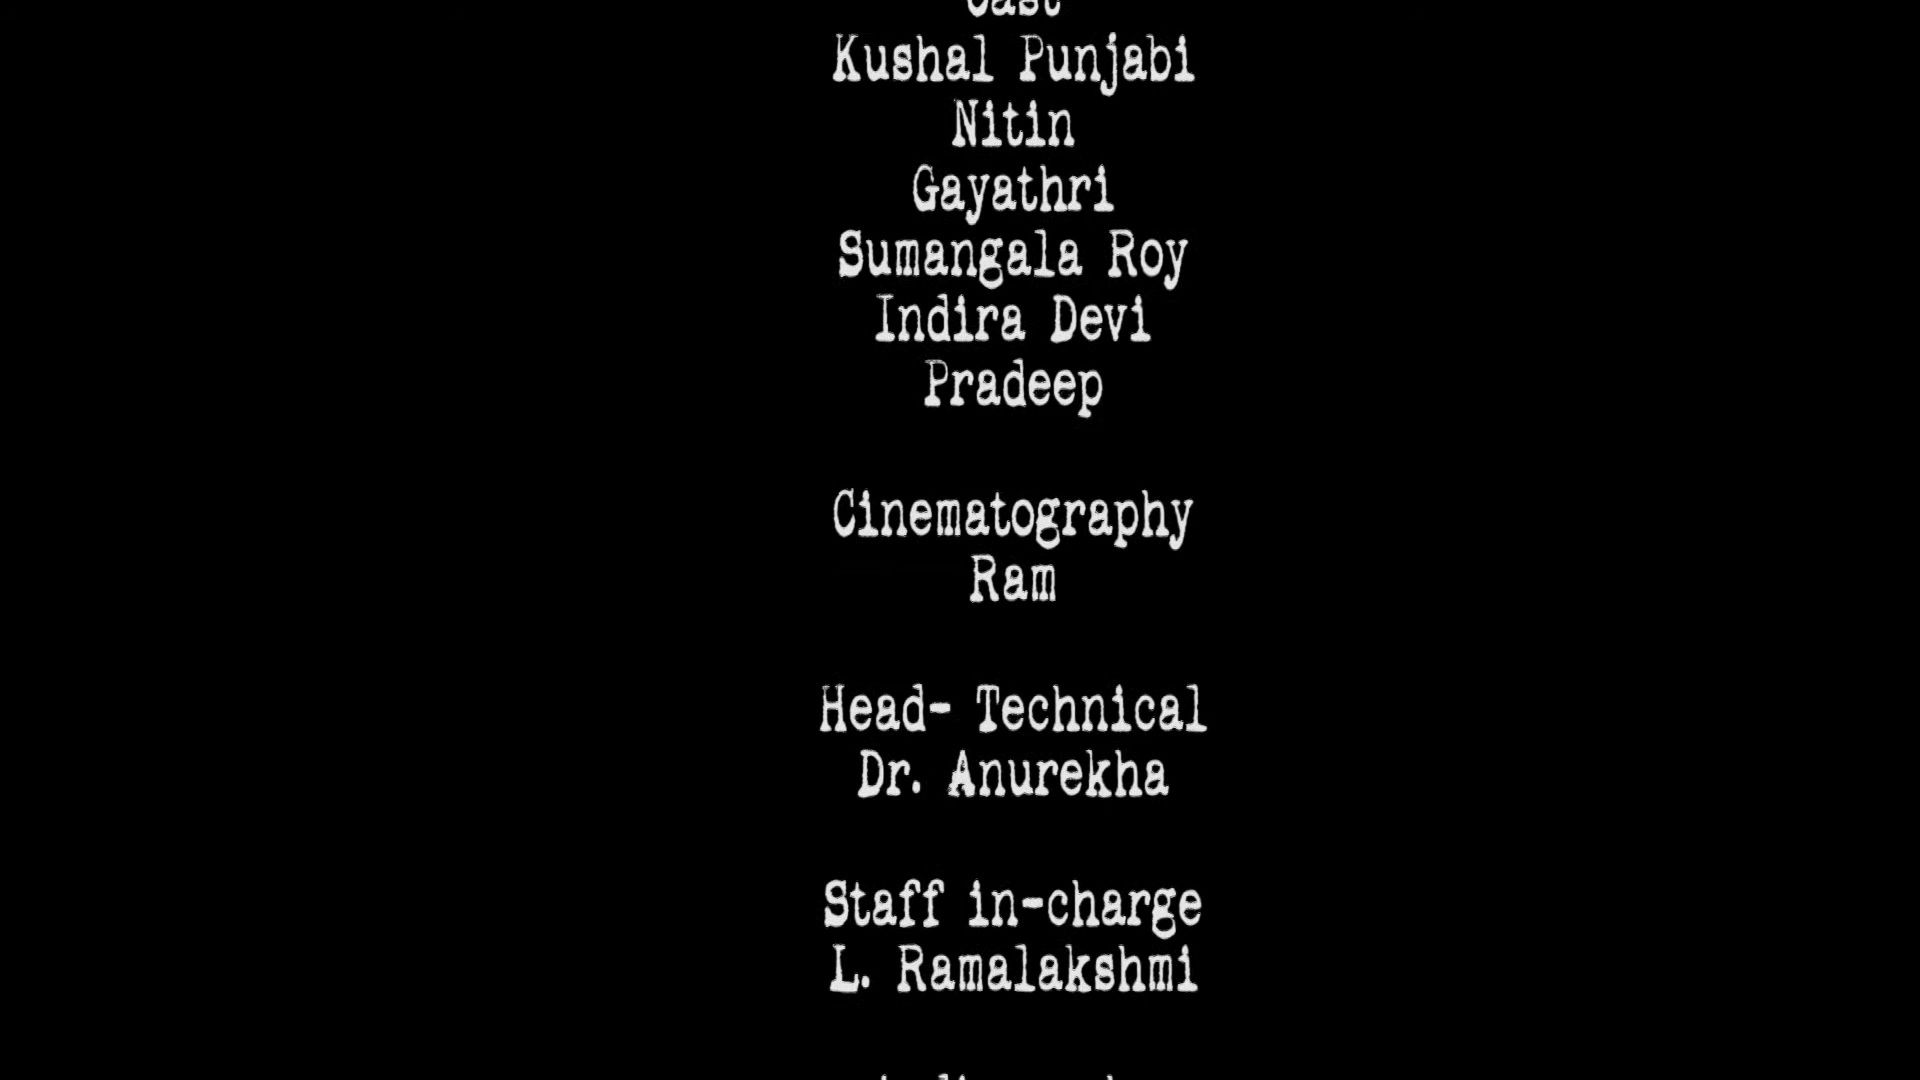 Cast
Kushal Punjabi
Nitin
Gayathri
Sumangala Roy
Indira Devi
Pradeep
Cinematography
Ram
Head- Technical
Dr. Anurekha
Staff in-charge
L. Ramalakshmi